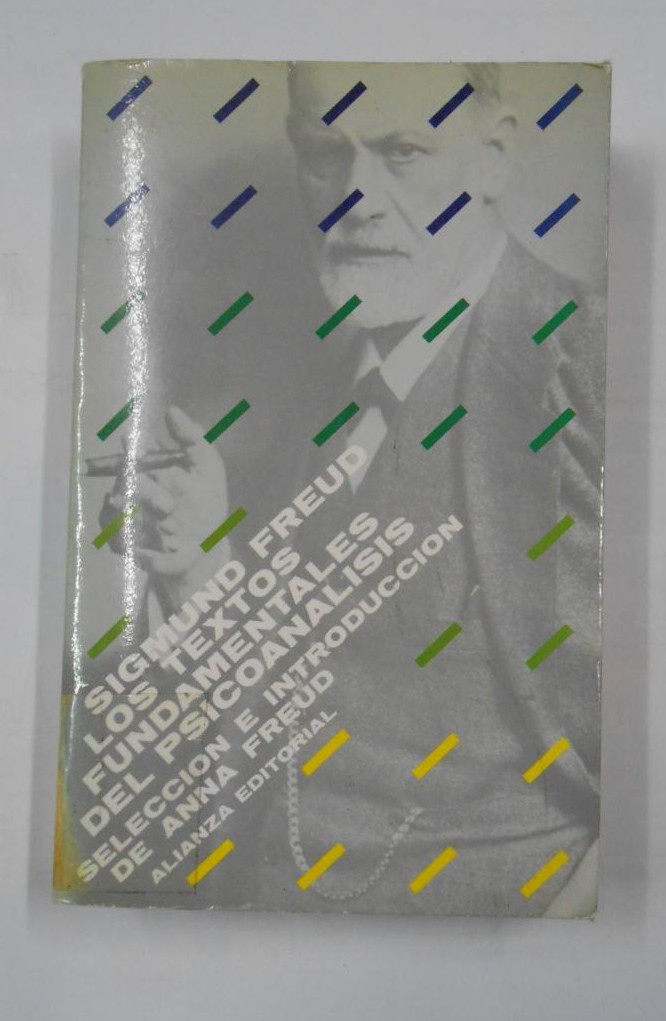 SIGMUND FREUD
LOS TEXTOS
FUNDAMENTALES
DEL PSICOANALISIS
SELECCION E INTRODUCCION
DE ANNA FREUD
ALIANZA EDITORIAL